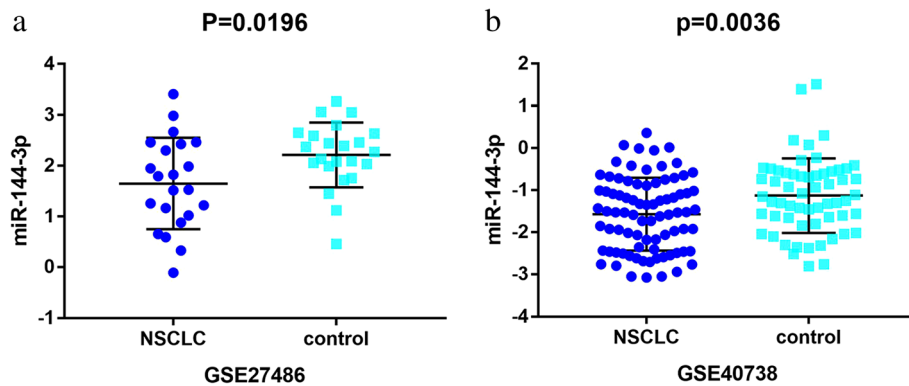 a
P=0.0196
miR-144-3p
4
3
2
1
0
-1
NSCLC
control
GSE27486
b
p=0.0036
miR-144-3p
2
1
0
-1
-2
-3
-4
NSCLC
control
GSE40738